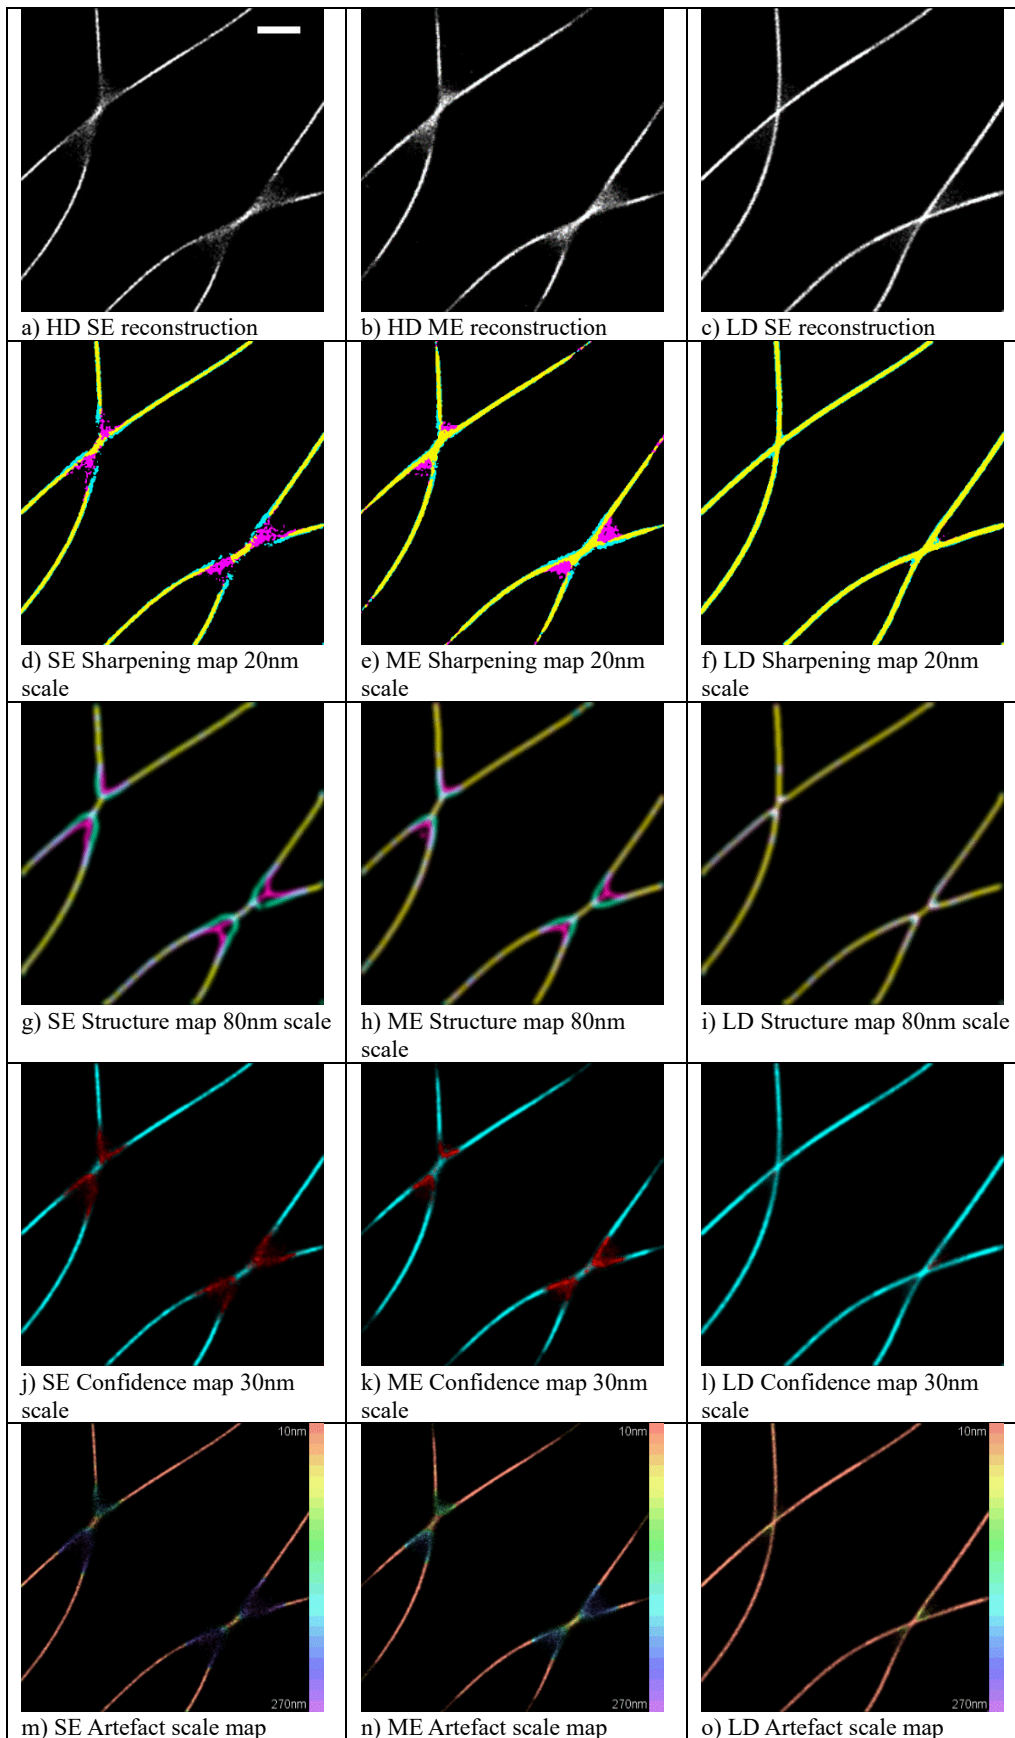 a) HD SE reconstruction
b) HD ME reconstruction
c) LD SE reconstruction
d) SE Sharpening map 20nm
scale
e) ME Sharpening map 20nm
scale
f) LD Sharpening map 20nm
scale
g) SE Structure map 80nm scale
h) ME Structure map 80nm
scale
i) LD Structure map 80nm scale
j) SE Confidence map 30nm
scale
k) ME Confidence map 30nm
scale
l) LD Confidence map 30nm
scale
10nm
270nm
m) SE Artefact scale map
10nm
270nm
n) ME Artefact scale map
10nm
270nm
o) LD Artefact scale map